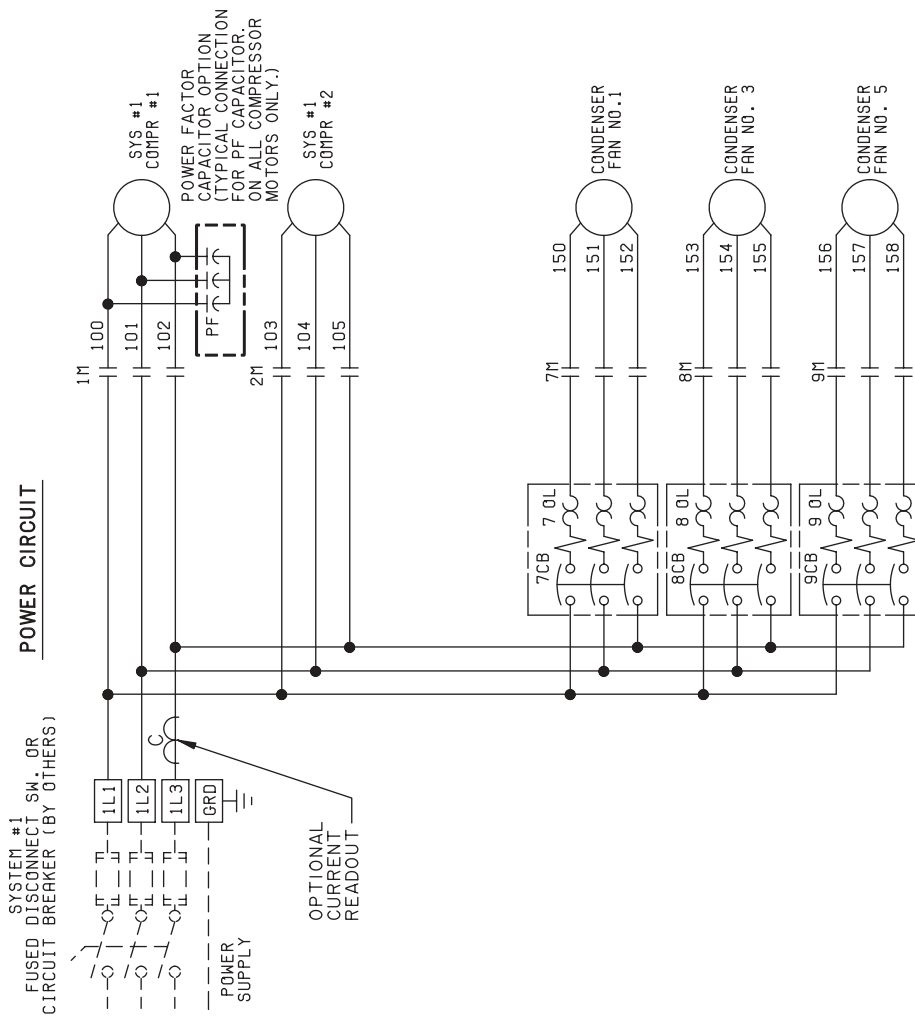 POWER CIRCUIT
SYSTEM #1
FUSED DISCONNECT SW. OR
CIRCUIT BREAKER (BY OTHERS)
POWER
SUPPLY
1L1
1L2
1L3
GRD
C
OPTIONAL
CURRENT
READOUT
1M
100
101
102
PF
SYS #1
COMPR #1
POWER FACTOR
CAPACITOR OPTION
(TYPICAL CONNECTION
FOR PF CAPACITOR.
ON ALL COMPRESSOR
MOTORS ONLY.)
2M
103
104
105
SYS #1
COMPR #2
7CB
7 OL
7M
150
151
152
CONDENSER
FAN NO.1
8CB
8 OL
8M
153
154
155
CONDENSER
FAN NO. 3
9CB
9 OL
9M
156
157
158
CONDENSER
FAN NO. 5